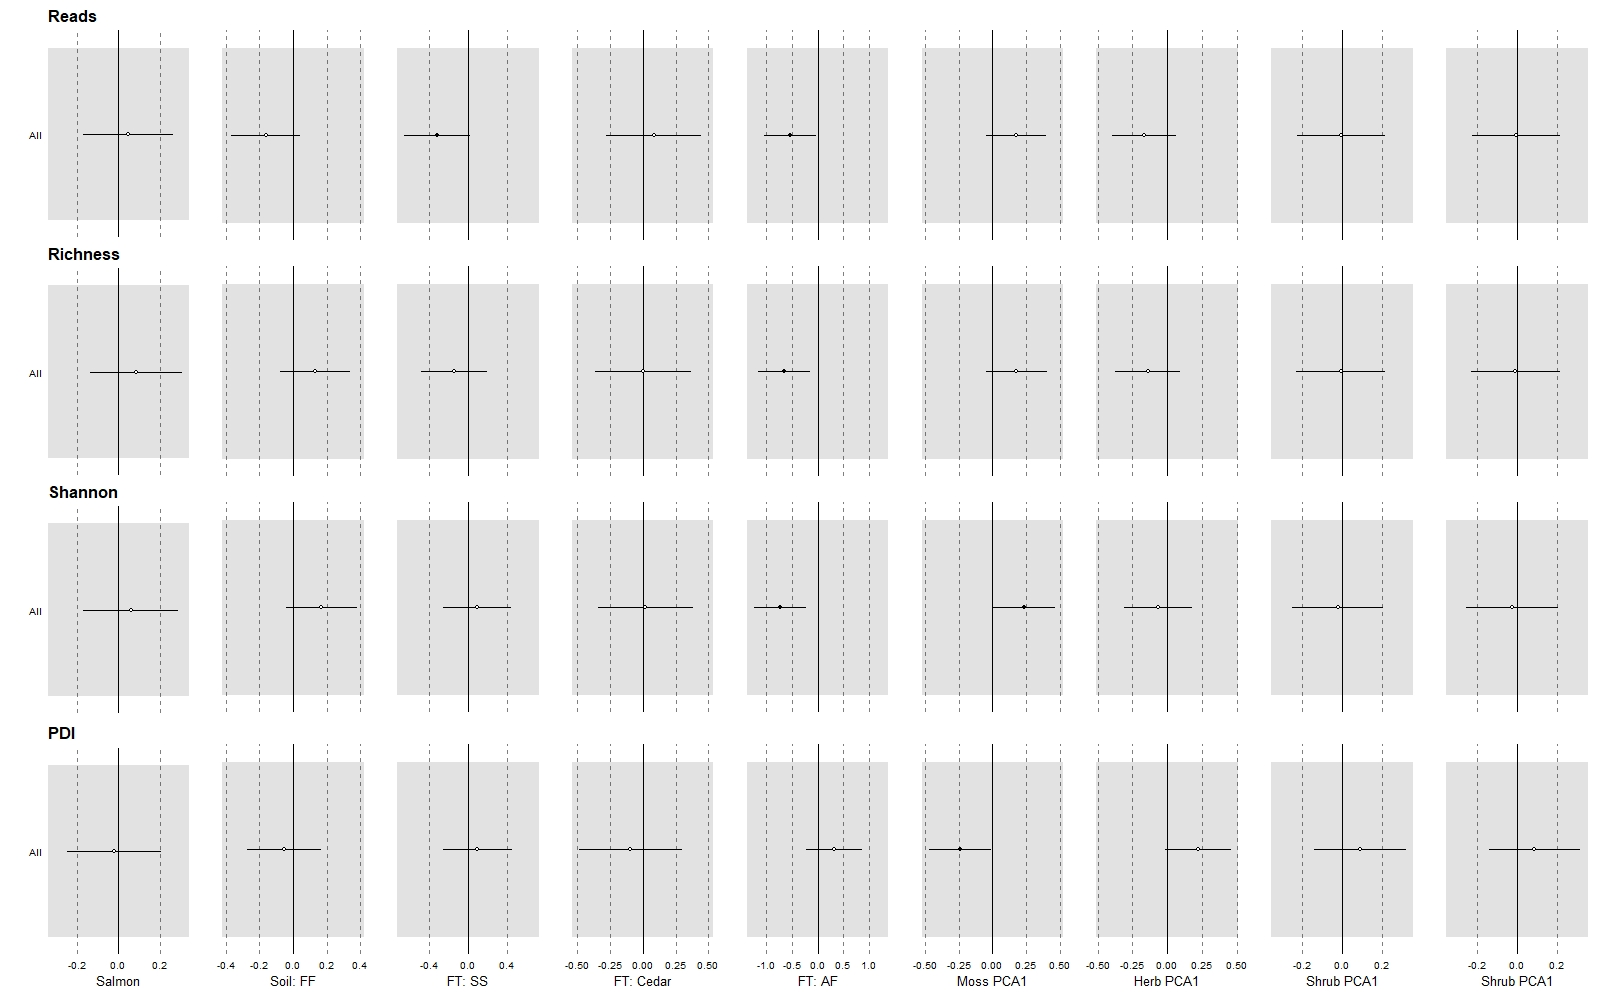 Reads
All
Richness
All
Shannon
All
PDI
All
-0.2 0.0 0.2 -0.4 -0.2 0.0 0.2 0.4 -0.4 0.0 0.4 -0.50 -0.25 0.00 0.25 0.50 -1.0 -0.5 0.0 0.5 1.0 -0.50 -0.25 0.00 0.25 0.50 -0.50 -0.25 0.00 0.25 0.50 -0.2 0.0 0.2 -0.2 0.0 0.2
Salmon Soil: FF FT: SS FT: Cedar FT: AF Moss PCA1 Herb PCA1 Shrub PCA1 Shrub PCA1